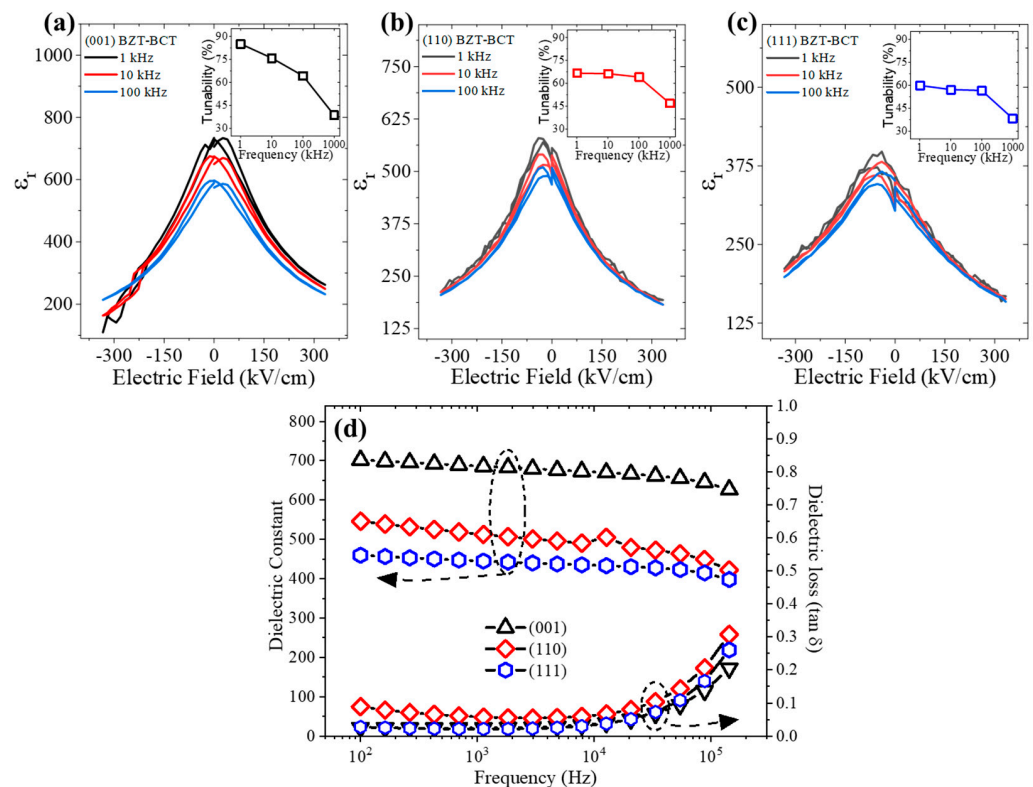 (a)
(001) BZT-BCT
1 kHz
10 kHz
100 kHz
1000
800
600
400
200
εr
-300 -150 0 150 300
Electric Field (kV/cm)
Tunability (%)
90
75
60
45
30
1 10 100 1000
Frequency (kHz)
(b)
(110) BZT-BCT
1 kHz
10 kHz
100 kHz
750
625
500
375
250
125
εr
-300 -150 0 150 300
Electric Field (kV/cm)
Tunability (%)
90
75
60
45
30
1 10 100 1000
Frequency (kHz)
(c)
(111) BZT-BCT
1 kHz
10 kHz
100 kHz
500
375
250
125
εr
-300 -150 0 150 300
Electric Field (kV/cm)
Tunability (%)
90
75
60
45
30
1 10 100 1000
Frequency (kHz)
(d)
Dielectric Constant
800
700
600
500
400
300
200
100
0
(001)
(110)
(111)
10² 10³ 10⁴ 10⁵
Frequency (Hz)
1.0
0.9
0.8
0.7
0.6
0.5
0.4
0.3
0.2
0.1
0.0
Dielectric loss (tan δ)